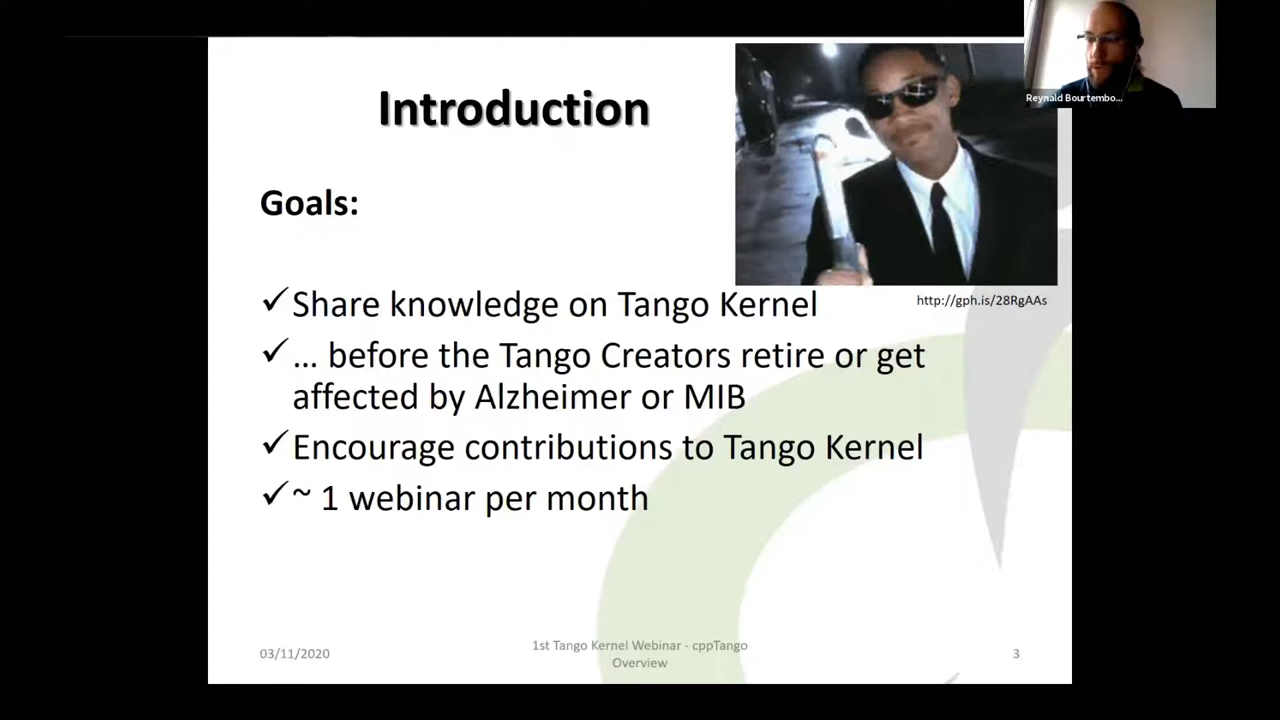 Introduction
Reynald Bourtembo...
Goals:
http://gph.is/28RgAAs
✓ Share knowledge on Tango Kernel
✓ ... before the Tango Creators retire or get
affected by Alzheimer or MIB
✓ Encourage contributions to Tango Kernel
✓ ~ 1 webinar per month
03/11/2020
1st Tango Kernel Webinar - cppTango
Overview
3